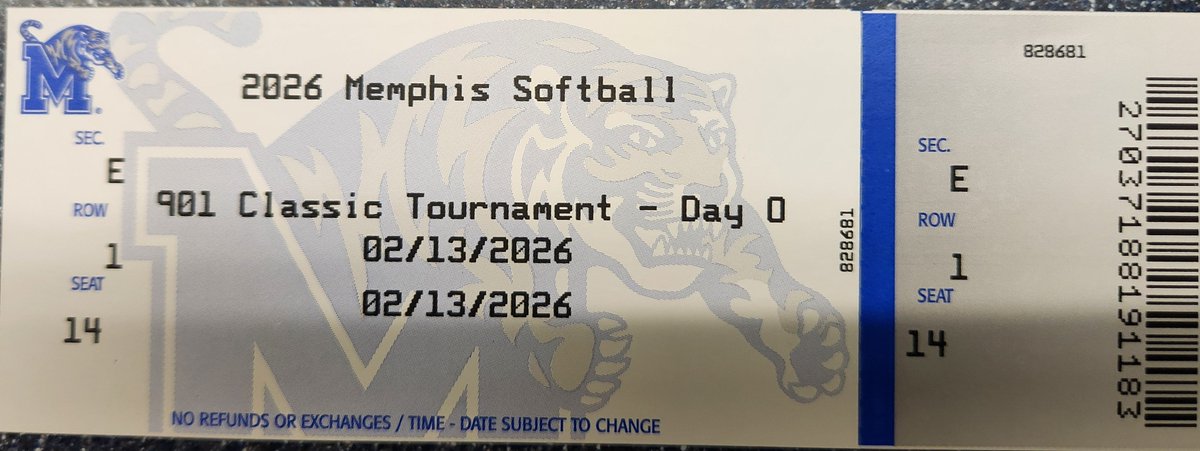 M
2026 Memphis Softball
SEC.
E
901 Classic Tournament - Day O
ROW
02/13/2026
1
SEAT
02/13/2026
14
NO REFUNDS OR EXCHANGES / TIME - DATE SUBJECT TO CHANGE
828681
828681
SEC.
E
ROW
1
SEAT
14
27037188191183